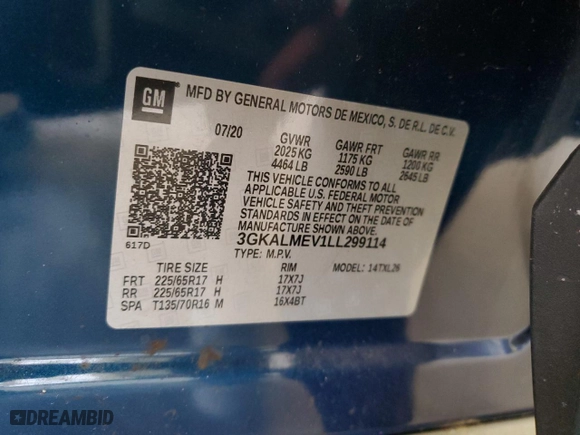 GM
MFD BY GENERAL MOTORS DE MEXICO, S. DE R.L. DE C.V.
07/20 GVWR GAWR FRT GAWR RR
2025 KG 1175 KG 1200 KG
4464 LB 2590 LB 2645 LB
THIS VEHICLE CONFORMS TO ALL
APPLICABLE U.S. FEDERAL MOTOR
VEHICLE SAFETY AND THEFT PREVENTION
STANDARDS IN EFFECT ON THE DATE OF
MANUFACTURE SHOWN ABOVE.
617D 3GKALMEV1LL299114
TYPE: M.P.V. MODEL: 14TXL26
TIRE SIZE RIM
FRT 225/65R17 H 17X7J
RR 225/65R17 H 17X7J
SPA T135/70R16 M 16X4BT
DREAMBID